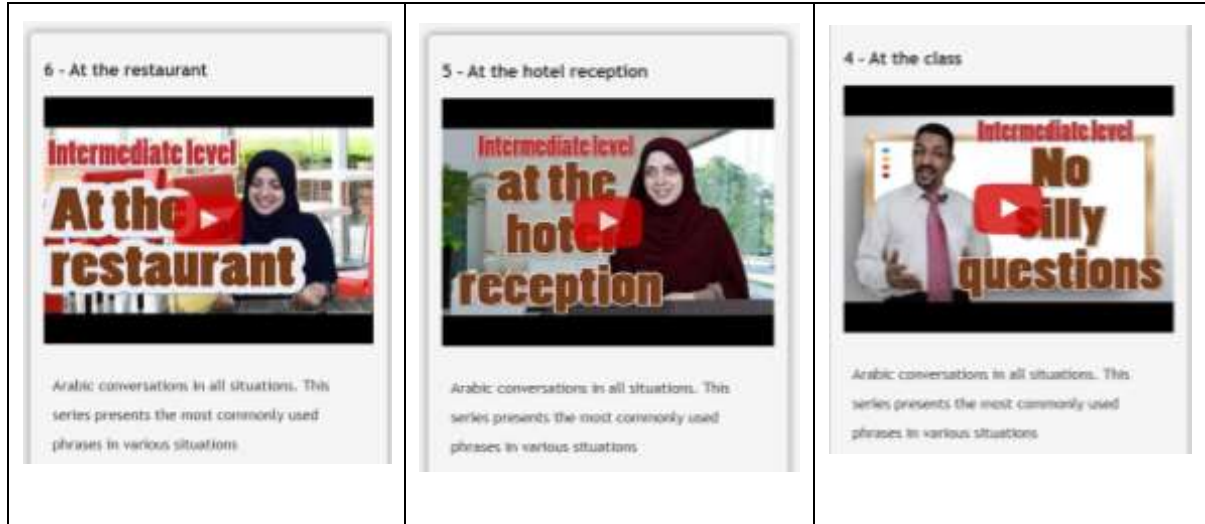 6 - At the restaurant
Intermediate level
At the
restaurant
Arabic conversations in all situations. This
series presents the most commonly used
phrases in various situations
5 - At the hotel reception
Intermediate level
at the
hotel
reception
Arabic conversations in all situations. This
series presents the most commonly used
phrases in various situations
4 - At the class
Intermediate level
No
silly
questions
Arabic conversations in all situations. This
series presents the most commonly used
phrases in various situations